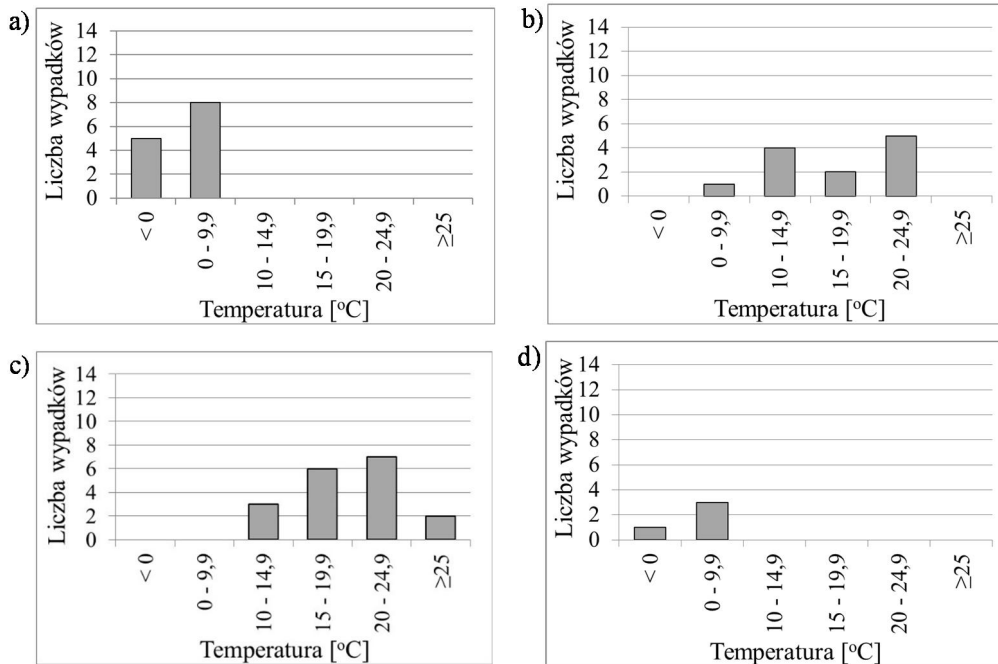 a)
Liczba wypadków
14
12
10
8
6
4
2
0
< 0
0 - 9,9
10 - 14,9
15 - 19,9
20 - 24,9
≥25
Temperatura [°C]
b)
Liczba wypadków
14
12
10
8
6
4
2
0
< 0
0 - 9,9
10 - 14,9
15 - 19,9
20 - 24,9
≥25
Temperatura [°C]
c)
Liczba wypadków
14
12
10
8
6
4
2
0
< 0
0 - 9,9
10 - 14,9
15 - 19,9
20 - 24,9
≥25
Temperatura [°C]
d)
Liczba wypadków
14
12
10
8
6
4
2
0
< 0
0 - 9,9
10 - 14,9
15 - 19,9
20 - 24,9
≥25
Temperatura [°C]